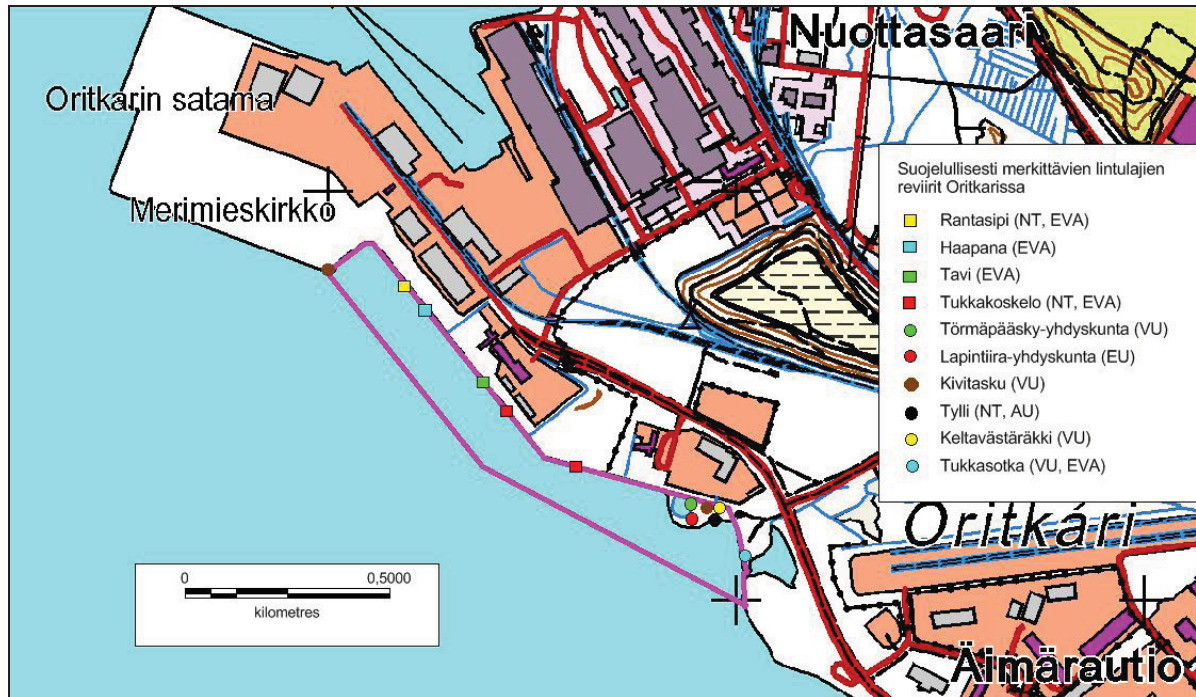 Nuottasaari
Oritkarin satama
Merimieskirkko
Suojelullisesti merkittävien lintulajien
reviirit Oritkarissa
Rantasipi (NT, EVA)
Haapana (EVA)
Tavi (EVA)
Tukkakoskelo (NT, EVA)
Törmäpääsky-yhdyskunta (VU)
Lapintiira-yhdyskunta (EU)
Kivitasku (VU)
Tylli (NT, AU)
Keltavästäräkki (VU)
Tukkasotka (VU, EVA)
Oritkari
0 0,5000
kilometres
Äimärautio